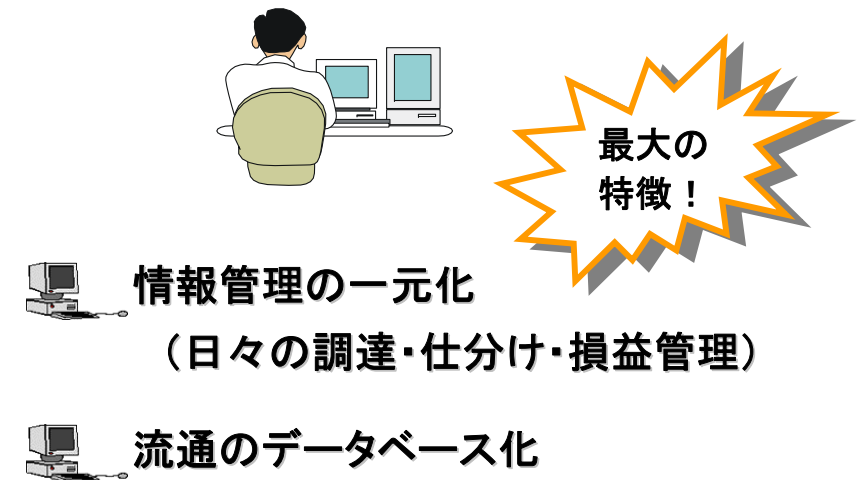 最大の
特徴！
情報管理の一元化
（日々の調達・仕分け・損益管理）
流通のデータベース化